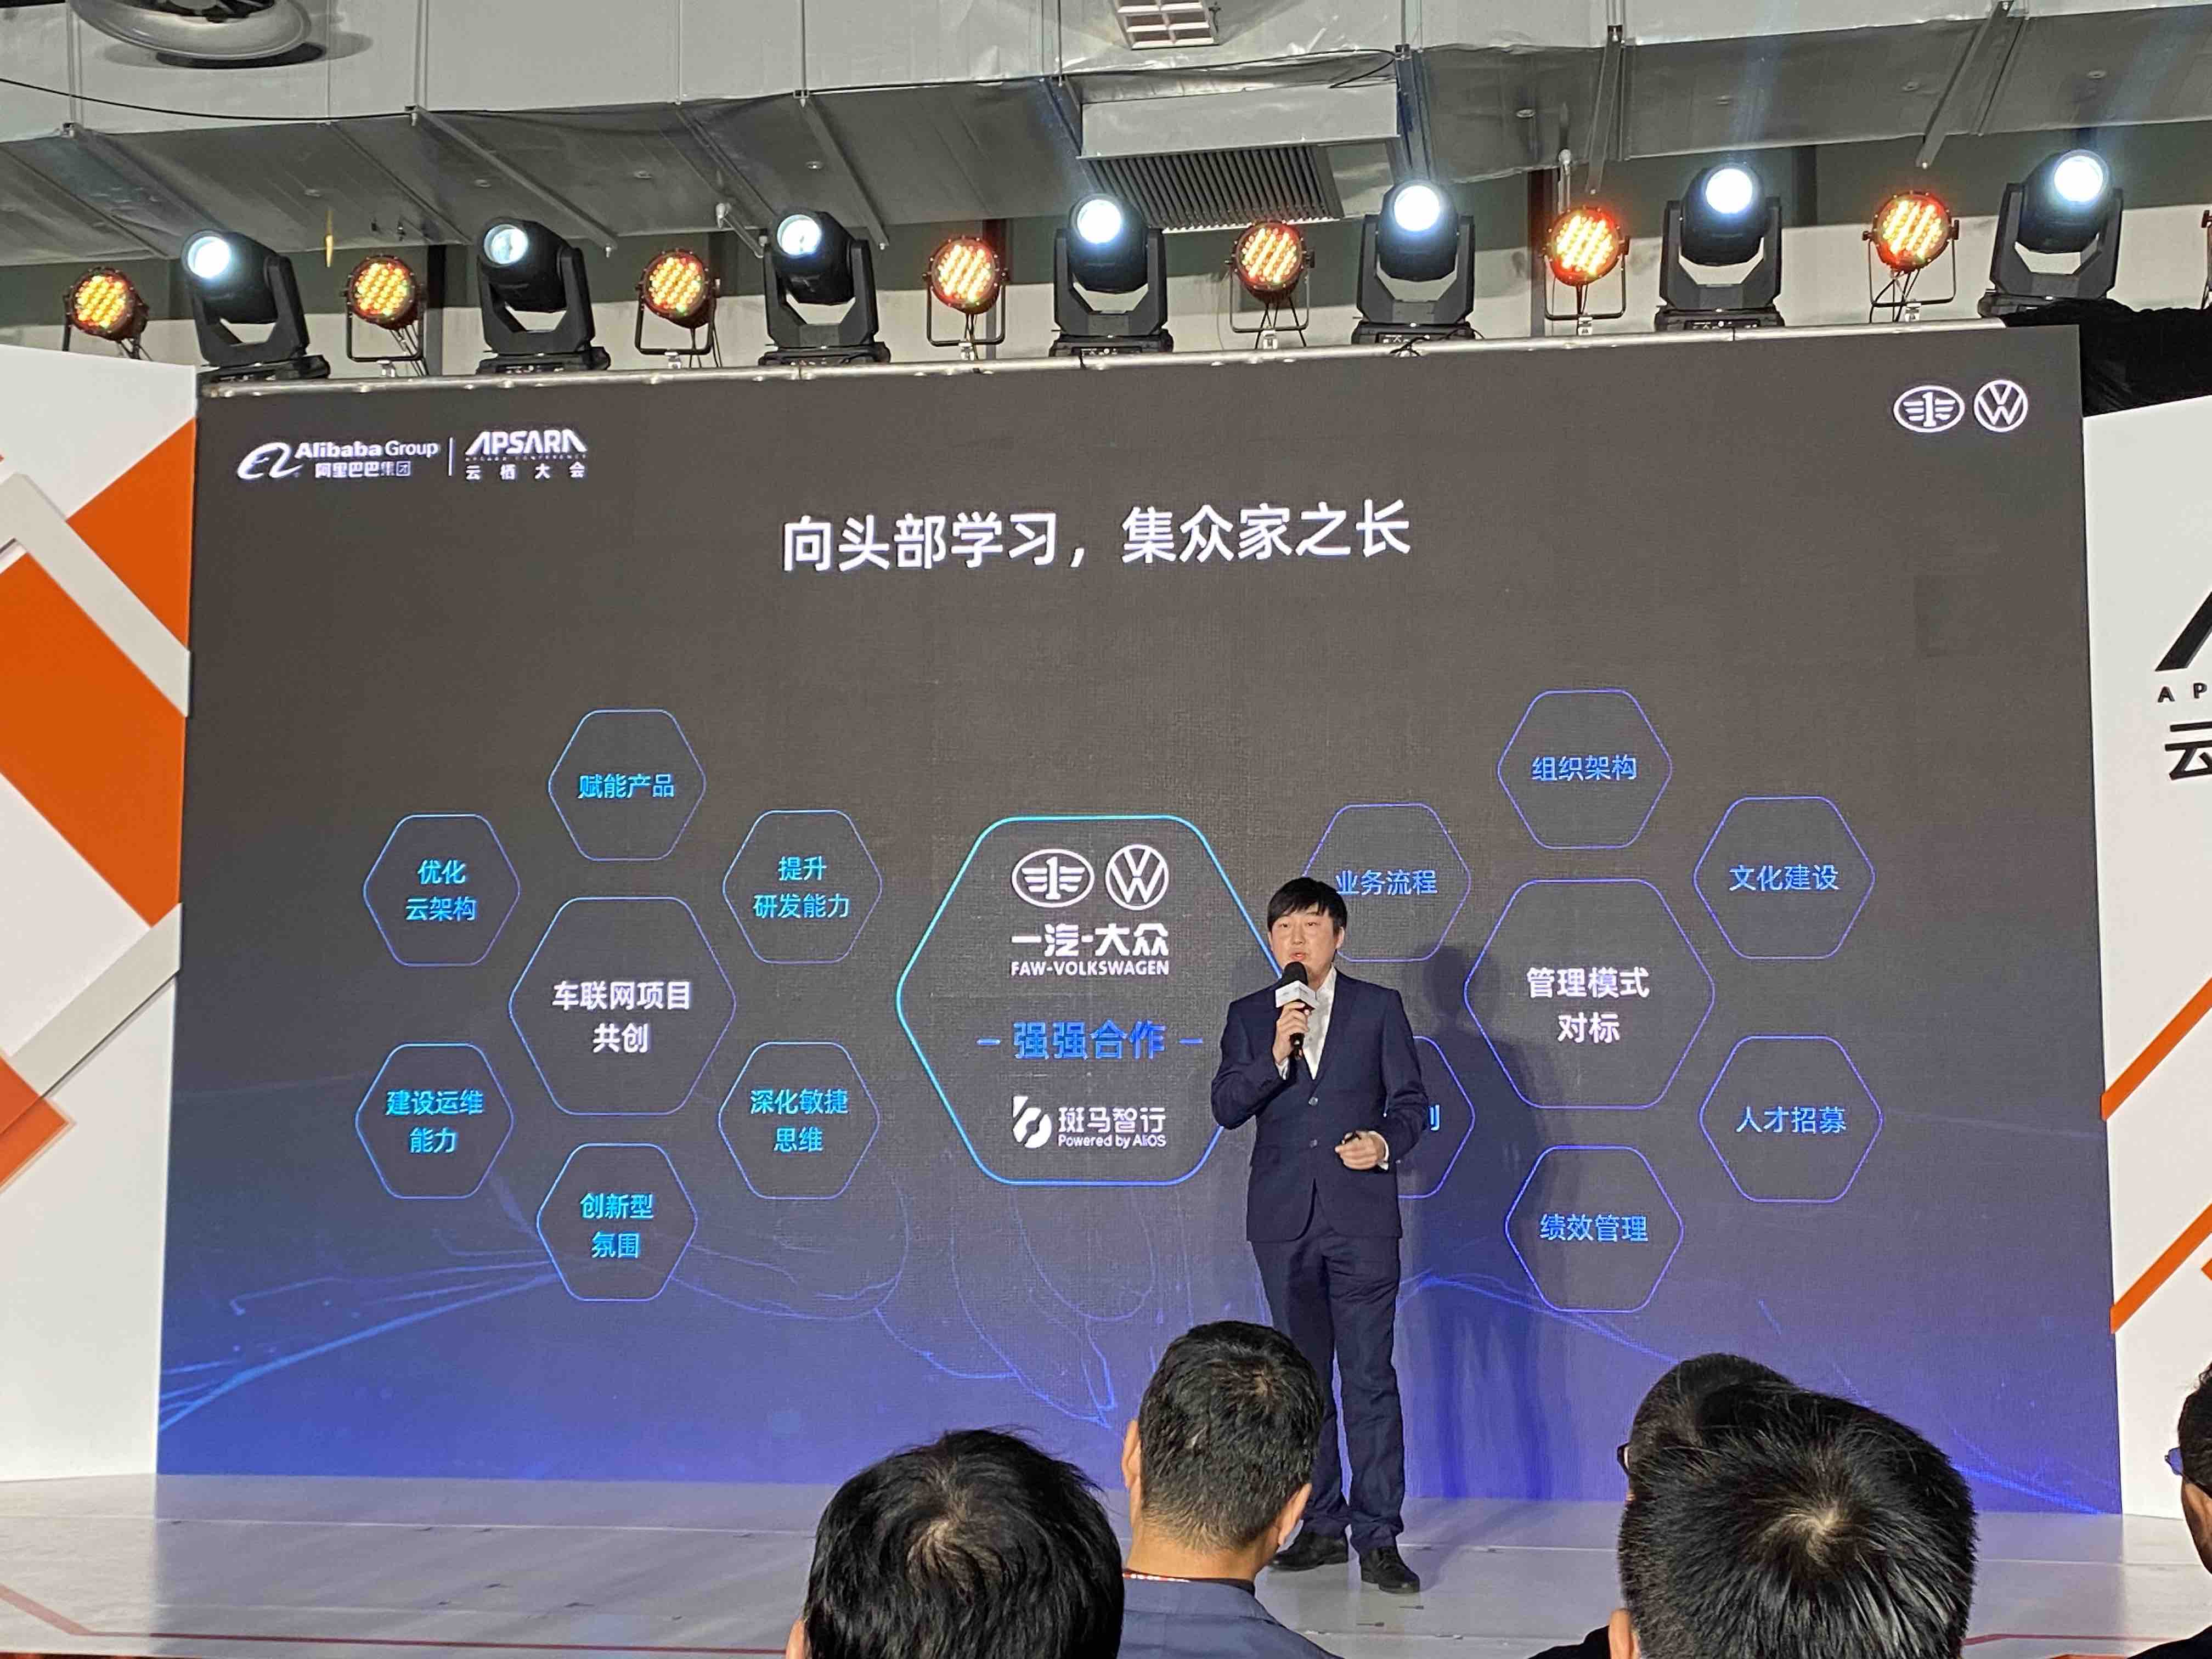 Alibaba Group
阿里巴巴集团
APSARA
云栖大会
向头部学习，集众家之长
赋能产品
优化
云架构
提升
研发能力
车联网项目
共创
建设运维
能力
深化敏捷
思维
创新型
氛围
一汽-大众
FAW-VOLKSWAGEN
- 强强合作 -
斑马智行
Powered by AliOS
组织架构
业务流程
文化建设
管理模式
对标
人才招募
绩效管理
A P
云